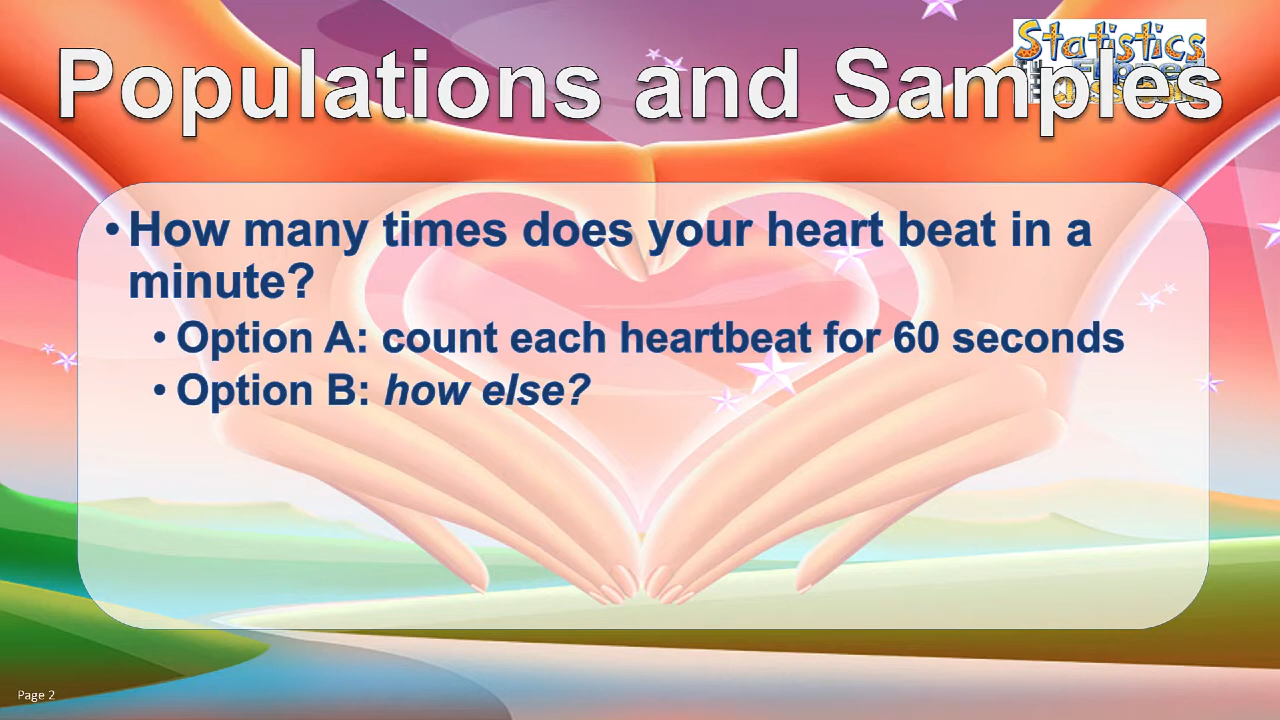 Statistics
Populations and Samples
• How many times does your heart beat in a
minute?
• Option A: count each heartbeat for 60 seconds
• Option B: how else?
Page 2